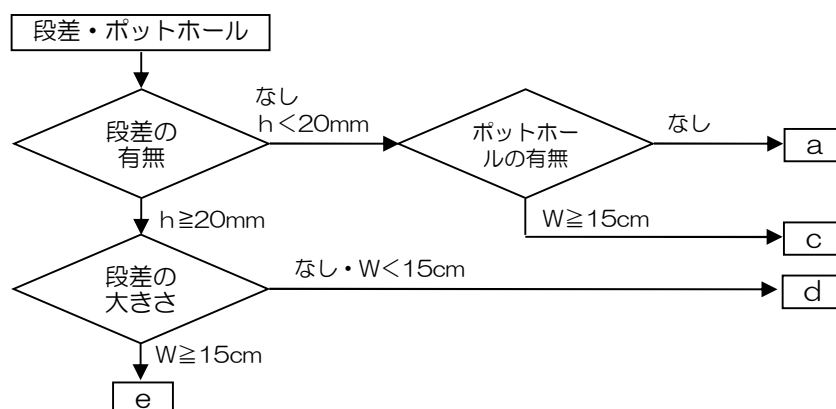 段差・ポットホール
段差の
有無
なし
h＜20mm
ポットホー
ルの有無
なし
a
h≧20mm
W≧15cm
c
段差の
大きさ
なし・W＜15cm
d
W≧15cm
e